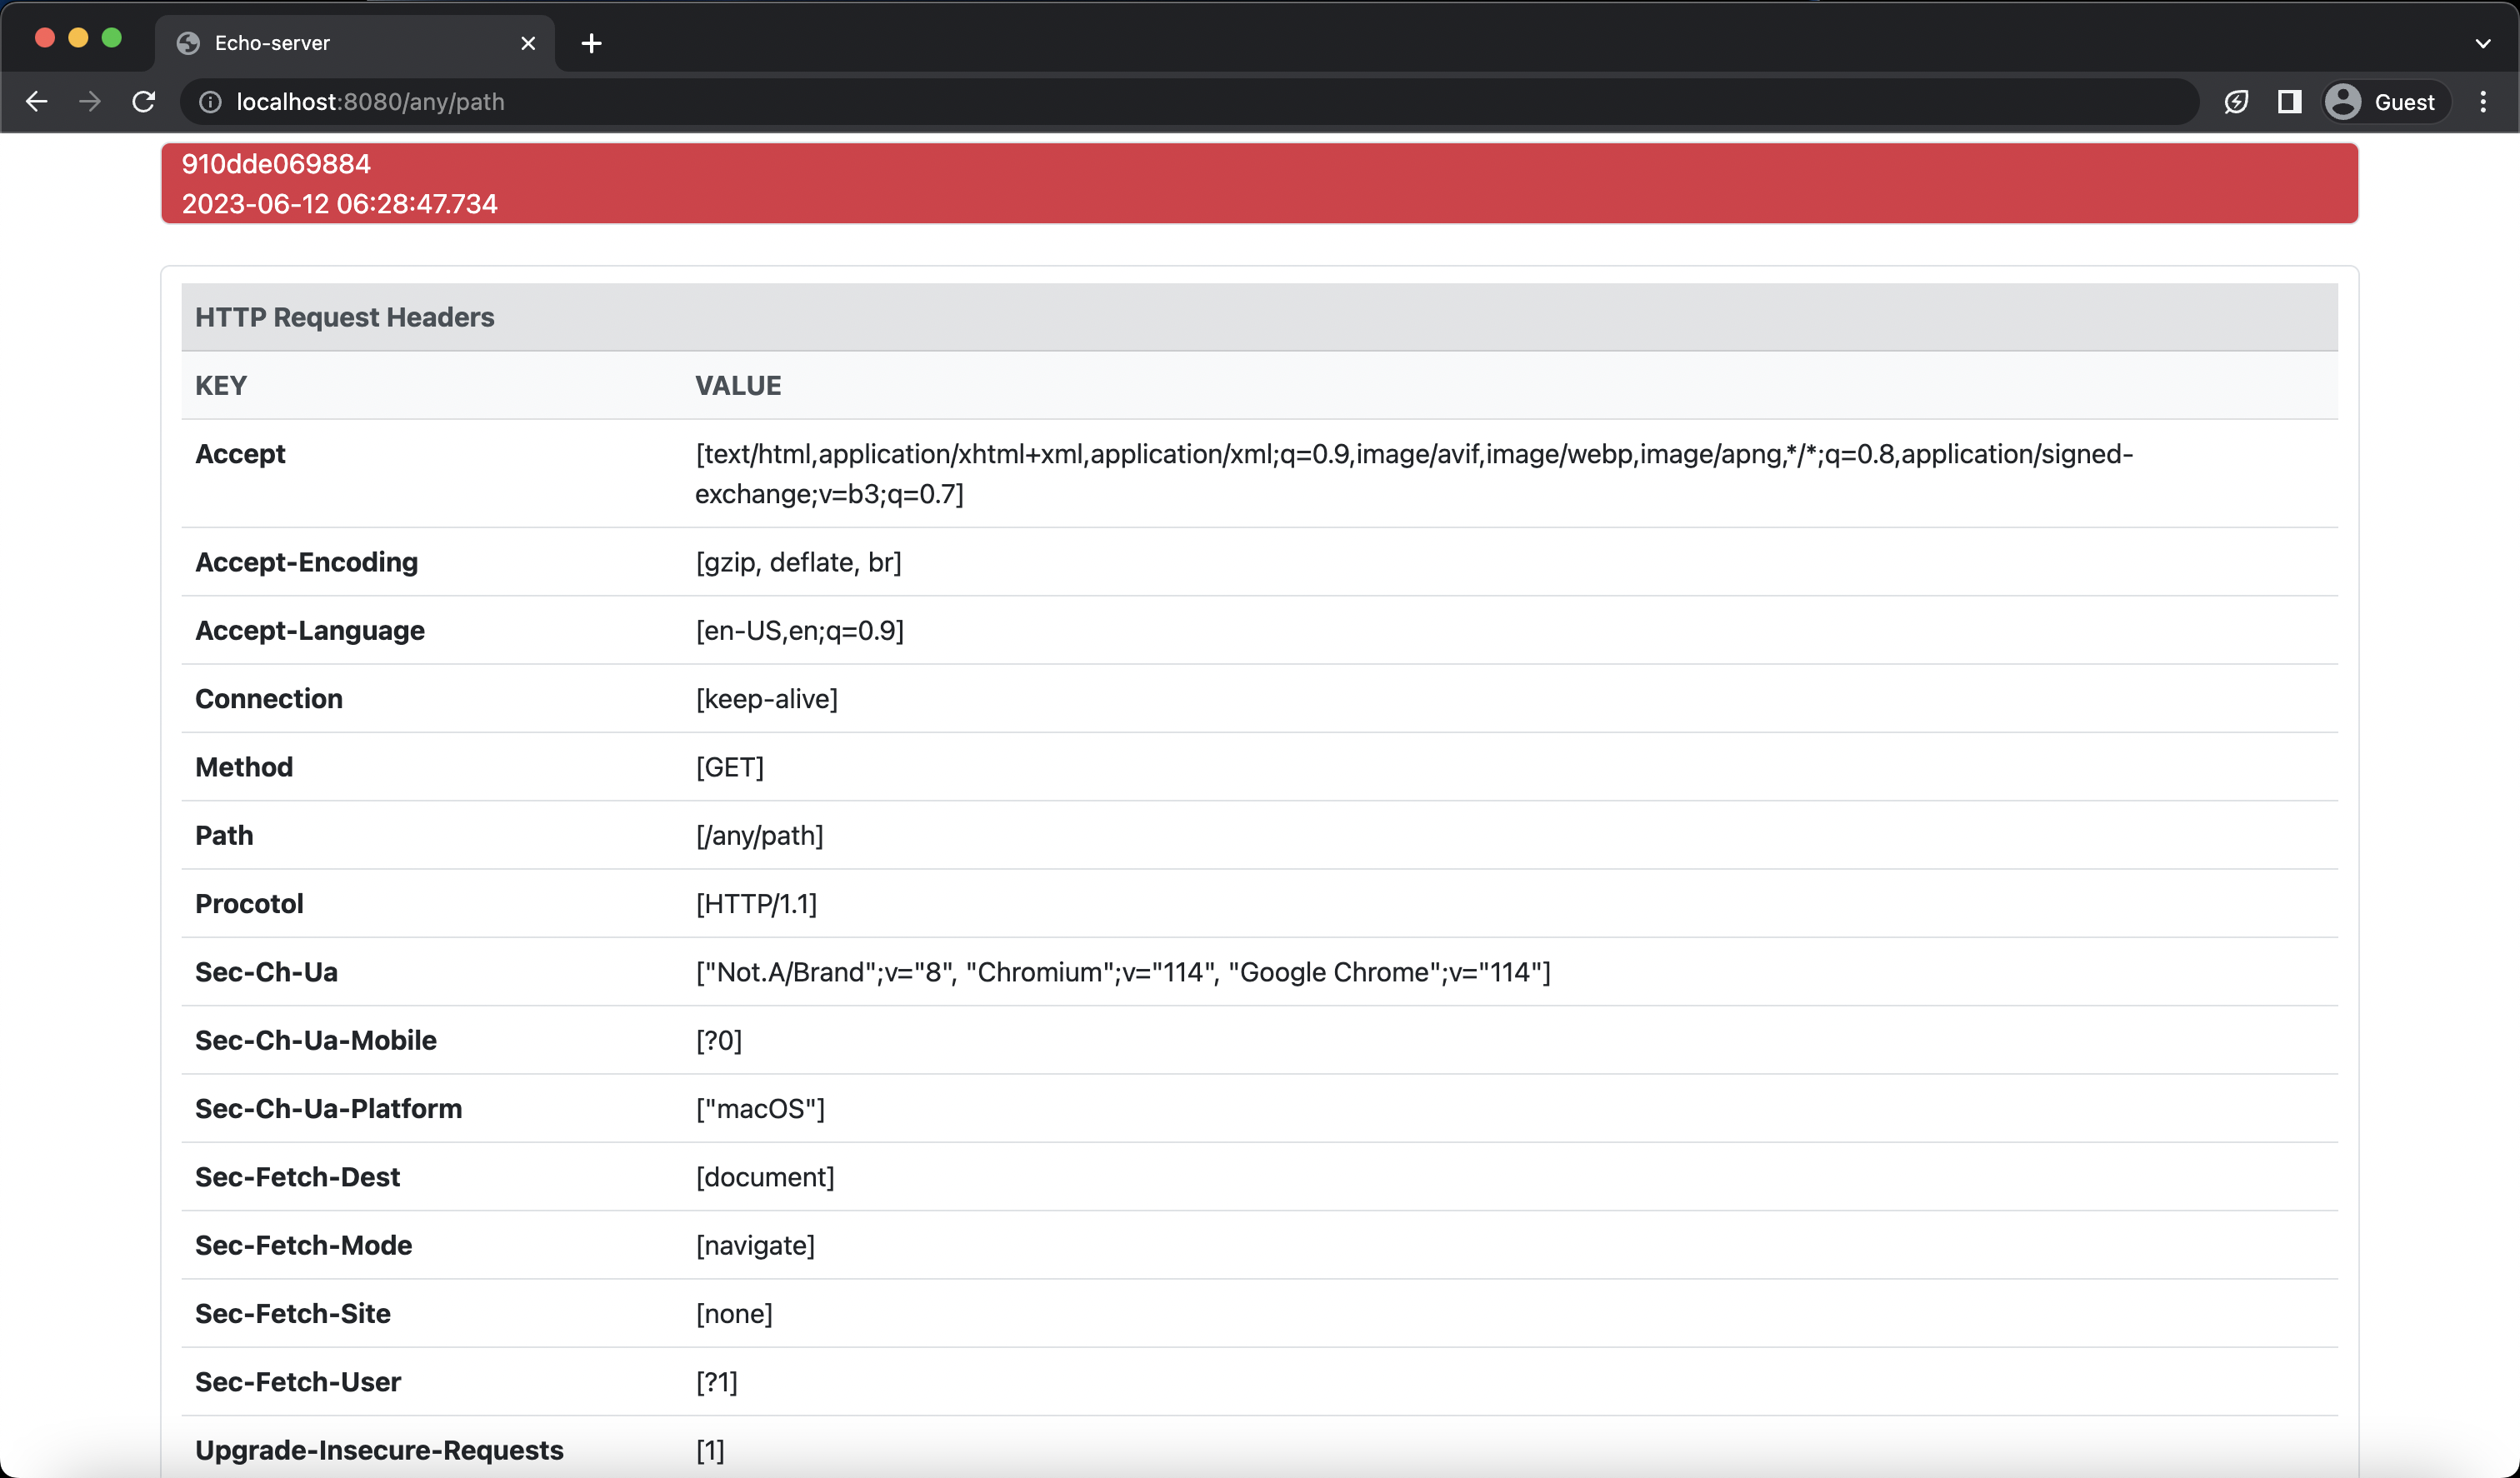 Echo-server
localhost:8080/any/path
Guest
910dde069884
2023-06-12 06:28:47.734
HTTP Request Headers
KEY VALUE
Accept [text/html,application/xhtml+xml,application/xml;q=0.9,image/avif,image/webp,image/apng,*/*;q=0.8,application/signed-
exchange;v=b3;q=0.7]
Accept-Encoding [gzip, deflate, br]
Accept-Language [en-US,en;q=0.9]
Connection [keep-alive]
Method [GET]
Path [/any/path]
Procotol [HTTP/1.1]
Sec-Ch-Ua ["Not.A/Brand";v="8", "Chromium";v="114", "Google Chrome";v="114"]
Sec-Ch-Ua-Mobile [?0]
Sec-Ch-Ua-Platform ["macOS"]
Sec-Fetch-Dest [document]
Sec-Fetch-Mode [navigate]
Sec-Fetch-Site [none]
Sec-Fetch-User [?1]
Upgrade-Insecure-Requests [1]